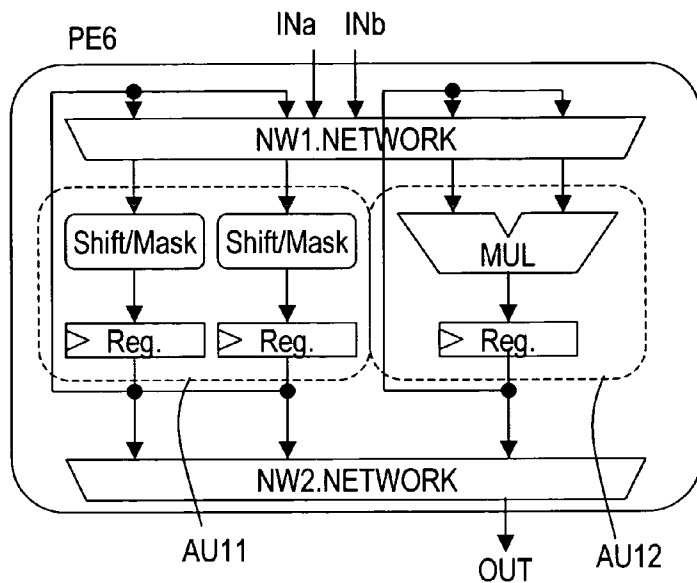 INa INb
PE6
NW1.NETWORK
Shift/Mask Shift/Mask MUL
Reg. Reg. Reg.
NW2.NETWORK
AU11 OUT AU12